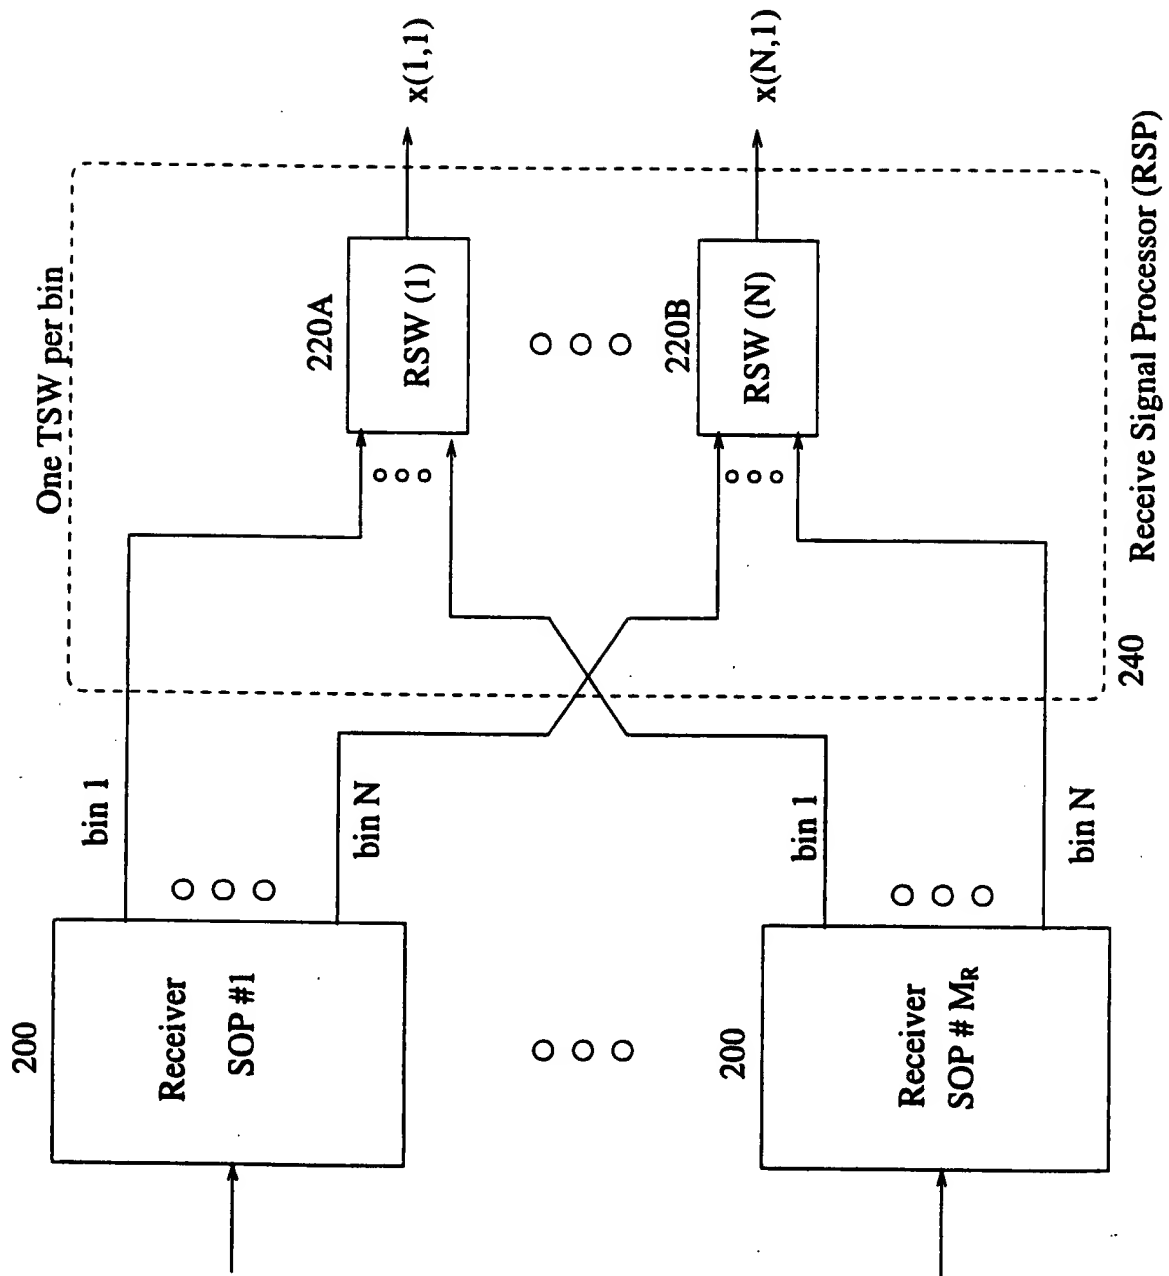 One TSW per bin
200
Receiver
SOP #1
bin 1
bin N
220A
RSW (1)
x(1,1)
200
Receiver
SOP # MR
bin 1
bin N
220B
RSW (N)
x(N,1)
240
Receive Signal Processor (RSP)